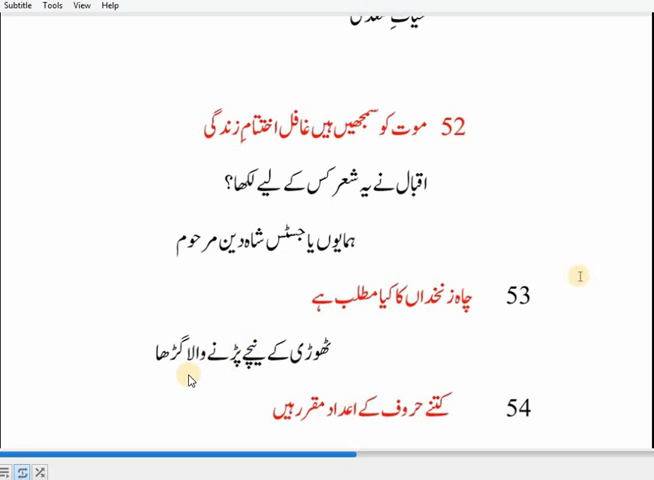 Subtitle Tools View Help
52 موت کو سمجھیں ہیں غافل اختتامِ زندگی
اقبال نے یہ شعر کس کے لیے لکھا؟
ہمایوں یا جسٹس شاہ دین مرحوم
53 چاہ زنخداں کا کیا مطلب ہے
ٹھوڑی کے نیچے پڑنے والا گڑھا
54 کتنے حروف کے اعداد مقرر ہیں